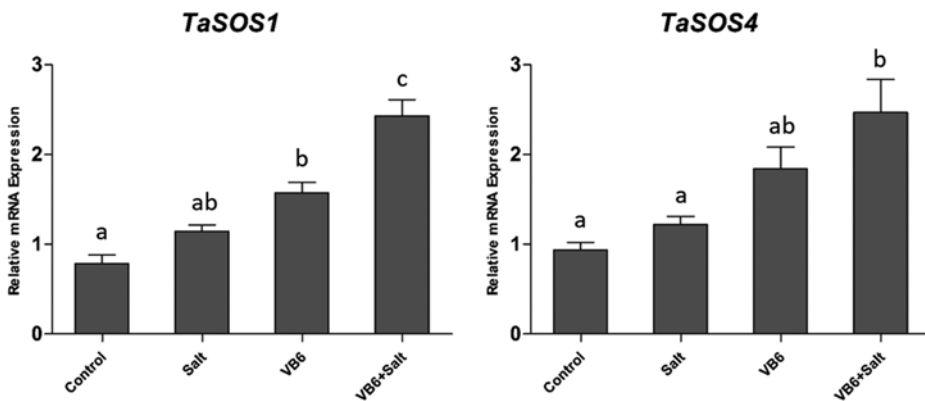 TaSOS1
Relative mRNA Expression
3
2
1
0
a
ab
b
c
Control
Salt
VB6
VB6+Salt
TaSOS4
Relative mRNA Expression
3
2
1
0
a
a
ab
b
Control
Salt
VB6
VB6+Salt